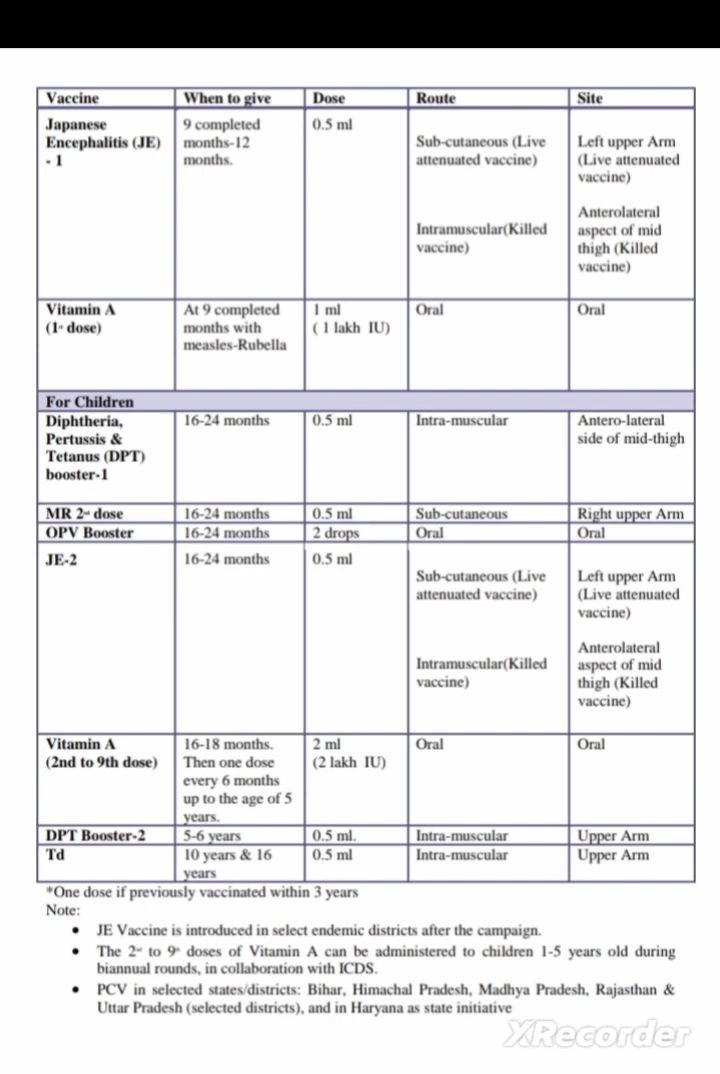 Vaccine When to give Dose Route Site
Japanese Encephalitis (JE) - 1
9 completed months-12 months.
0.5 ml
Sub-cutaneous (Live attenuated vaccine)
Intramuscular(Killed vaccine)
Left upper Arm (Live attenuated vaccine)
Anterolateral aspect of mid thigh (Killed vaccine)
Vitamin A (1st dose)
At 9 completed months with measles-Rubella
1 ml ( 1 lakh IU)
Oral
Oral
For Children
Diphtheria, Pertussis & Tetanus (DPT) booster-1
16-24 months
0.5 ml
Intra-muscular
Antero-lateral side of mid-thigh
MR 2nd dose 16-24 months 0.5 ml Sub-cutaneous Right upper Arm
OPV Booster 16-24 months 2 drops Oral Oral
JE-2
16-24 months
0.5 ml
Sub-cutaneous (Live attenuated vaccine)
Intramuscular(Killed vaccine)
Left upper Arm (Live attenuated vaccine)
Anterolateral aspect of mid thigh (Killed vaccine)
Vitamin A (2nd to 9th dose)
16-18 months. Then one dose every 6 months up to the age of 5 years.
2 ml (2 lakh IU)
Oral
Oral
DPT Booster-2 5-6 years 0.5 ml. Intra-muscular Upper Arm
Td 10 years & 16 years 0.5 ml Intra-muscular Upper Arm
*One dose if previously vaccinated within 3 years
Note:
• JE Vaccine is introduced in select endemic districts after the campaign.
• The 2nd to 9th doses of Vitamin A can be administered to children 1-5 years old during
biannual rounds, in collaboration with ICDS.
• PCV in selected states/districts: Bihar, Himachal Pradesh, Madhya Pradesh, Rajasthan &
Uttar Pradesh (selected districts), and in Haryana as state initiative
XRecorder